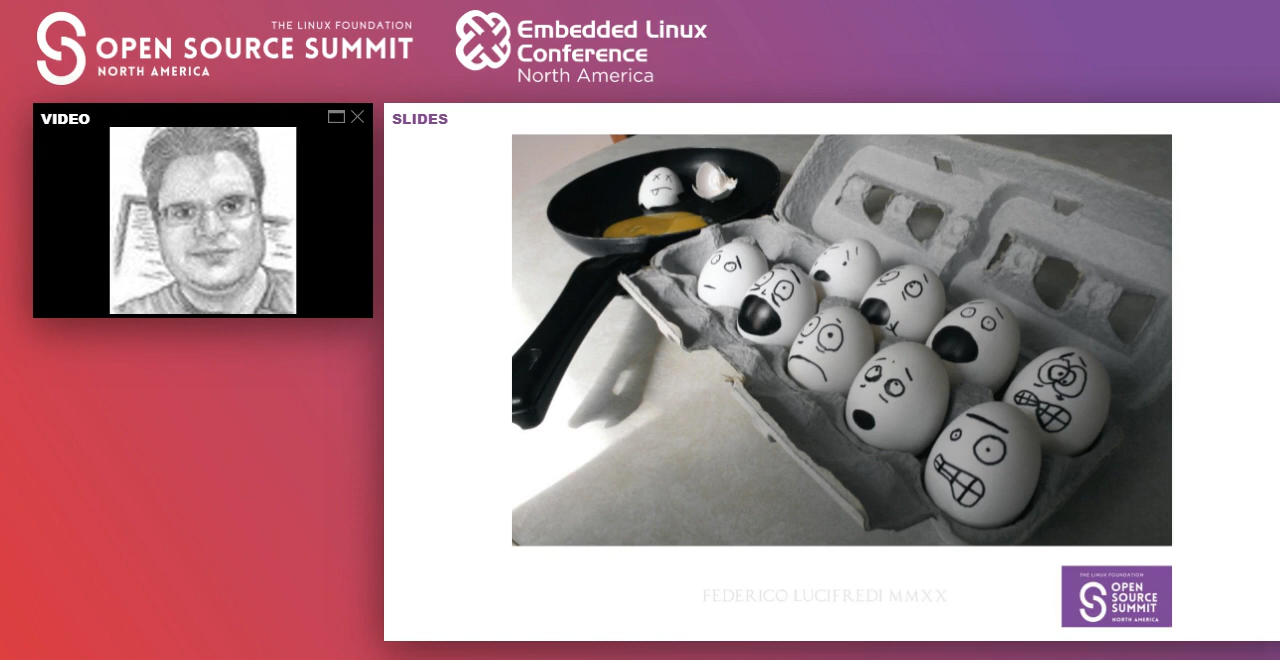 THE LINUX FOUNDATION
OPEN SOURCE SUMMIT
NORTH AMERICA
Embedded Linux
Conference
North America
VIDEO
SLIDES
FEDERICO LUCIFREDI MMXX
THE LINUX FOUNDATION
OPEN
SOURCE
SUMMIT
NORTH AMERICA